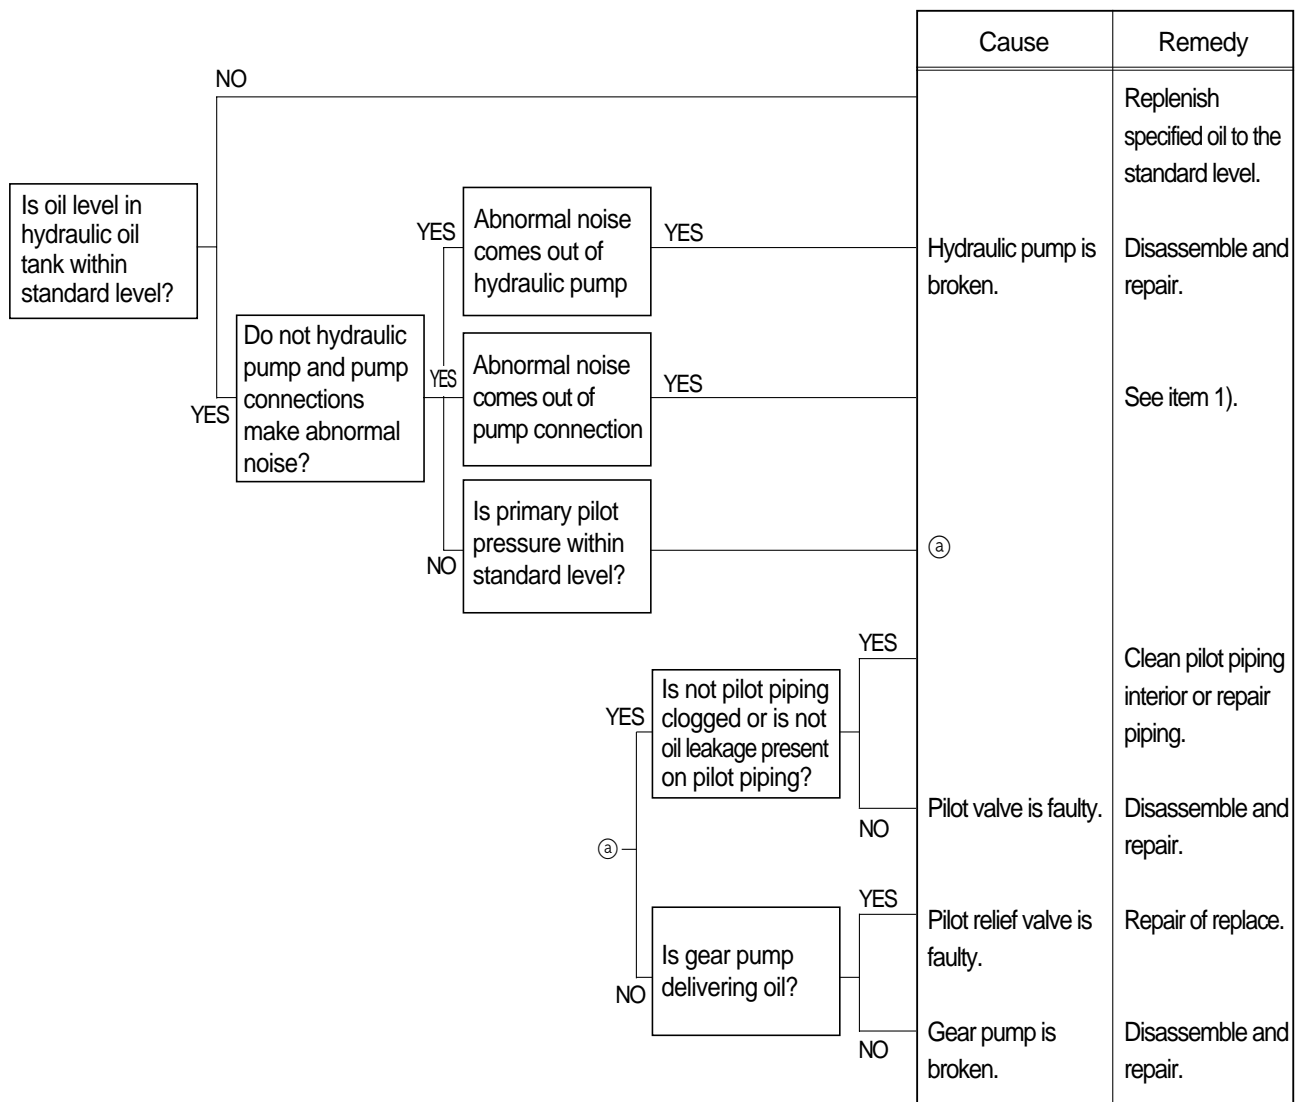 Cause
Remedy
NO
Replenish
specified oil to the
standard level.
Is oil level in
hydraulic oil
tank within
standard level?
YES
Abnormal noise
comes out of
hydraulic pump
YES
Hydraulic pump is
broken.
Disassemble and
repair.
YES
Do not hydraulic
pump and pump
connections
make abnormal
noise?
YES
Abnormal noise
comes out of
pump connection
YES
See item 1).
NO
Is primary pilot
pressure within
standard level?
ⓐ
ⓐ
YES
Is not pilot piping
clogged or is not
oil leakage present
on pilot piping?
YES
Clean pilot piping
interior or repair
piping.
NO
Pilot valve is faulty.
Disassemble and
repair.
NO
Is gear pump
delivering oil?
YES
Pilot relief valve is
faulty.
Repair of replace.
NO
Gear pump is
broken.
Disassemble and
repair.